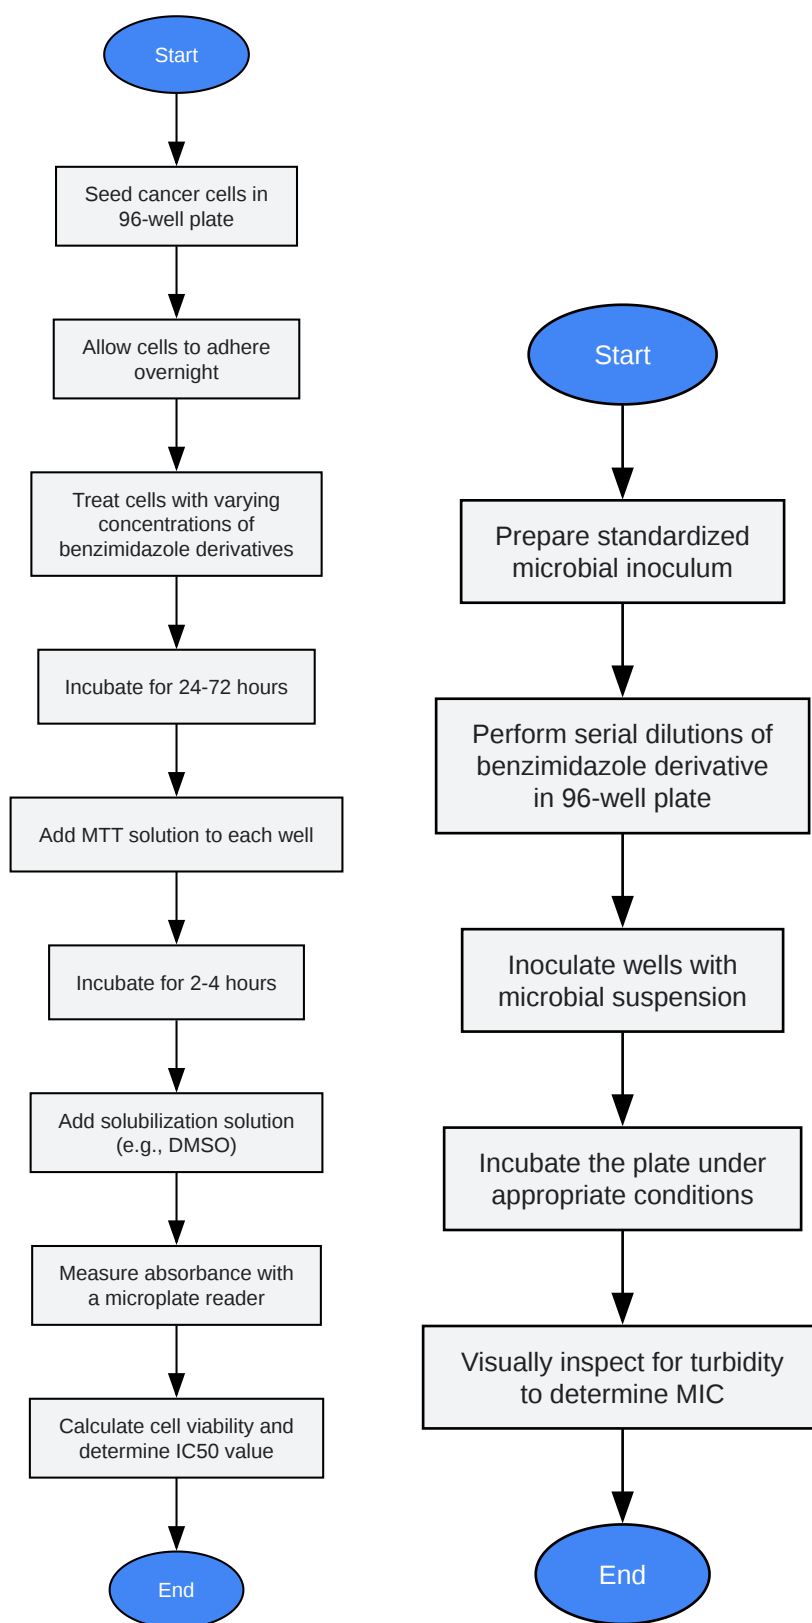 Start
Seed cancer cells in
96-well plate
Allow cells to adhere
overnight
Treat cells with varying
concentrations of
benzimidazole derivatives
Incubate for 24-72 hours
Add MTT solution to each well
Incubate for 2-4 hours
Add solubilization solution
(e.g., DMSO)
Measure absorbance with
a microplate reader
Calculate cell viability and
determine IC50 value
End
Start
Prepare standardized
microbial inoculum
Perform serial dilutions of
benzimidazole derivative
in 96-well plate
Inoculate wells with
microbial suspension
Incubate the plate under
appropriate conditions
Visually inspect for turbidity
to determine MIC
End